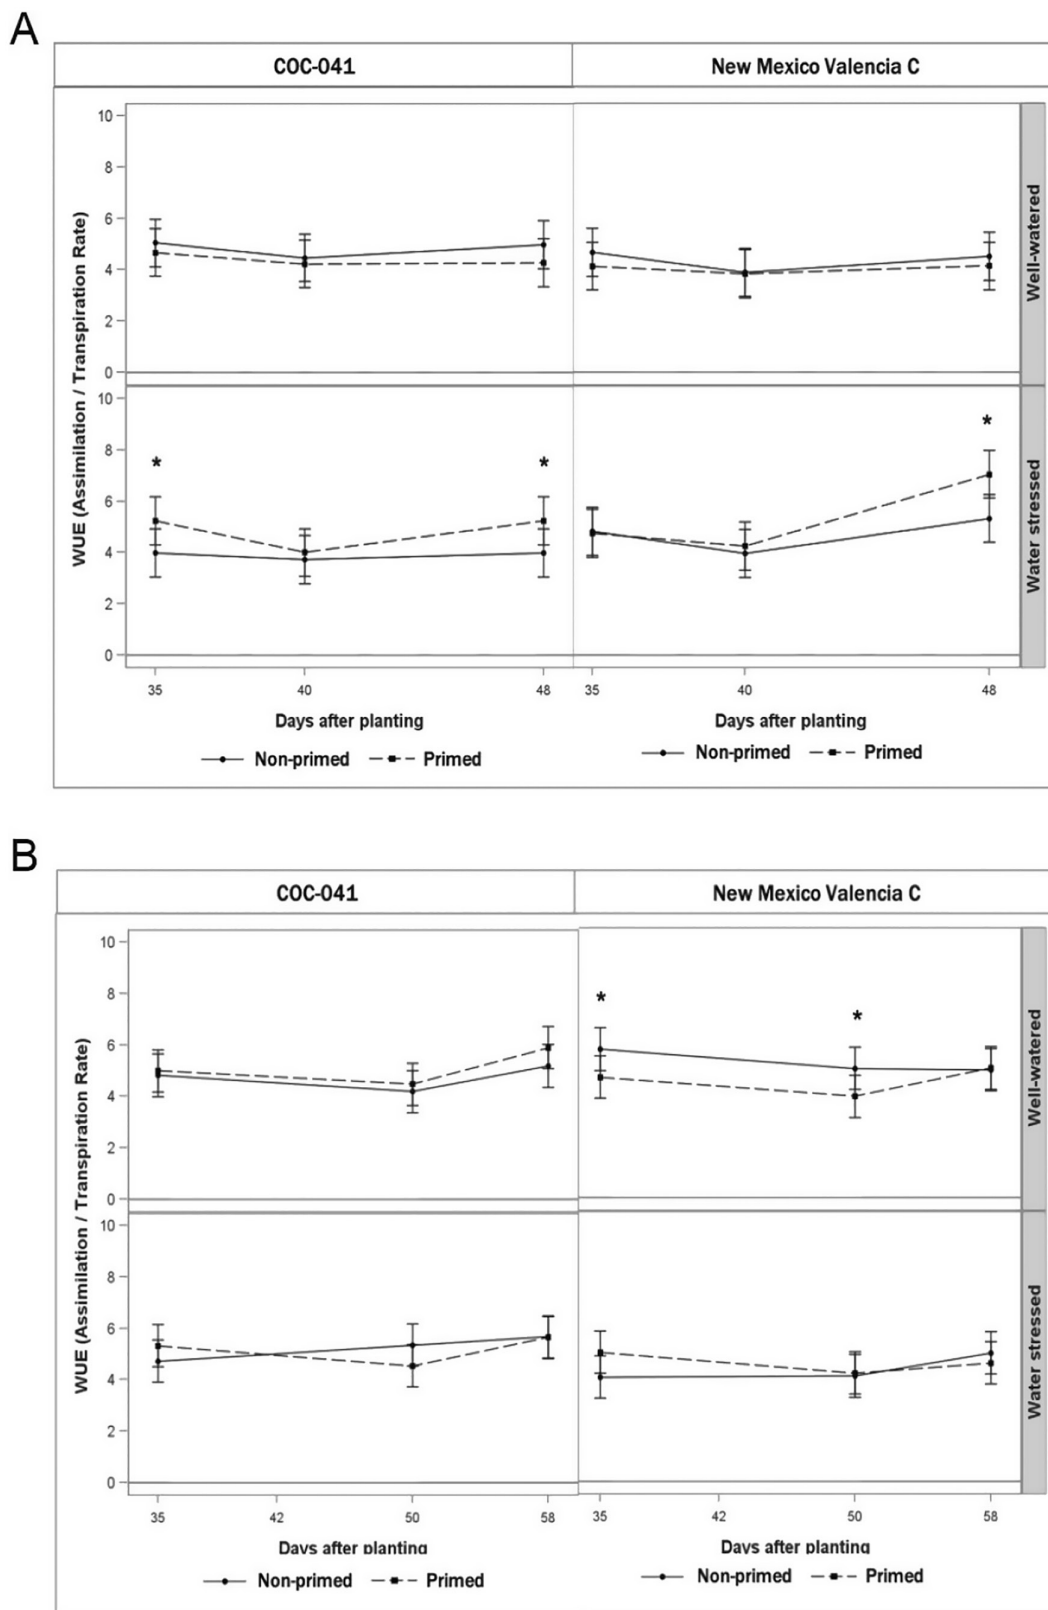 A
COC-041 New Mexico Valencia C
WUE (Assimilation / Transpiration Rate)
10
8
6
4
2
0
Well-watered
10
8
6
4
2
0
* *
*
Water stressed
35 40 48 35 40 48
Days after planting Days after planting
Non-primed Primed Non-primed Primed
B
COC-041 New Mexico Valencia C
WUE (Assimilation / Transpiration Rate)
10
8
6
4
2
0
* *
Well-watered
10
8
6
4
2
0
Water stressed
35 42 50 58 35 42 50 58
Days after planting Days after planting
Non-primed Primed Non-primed Primed